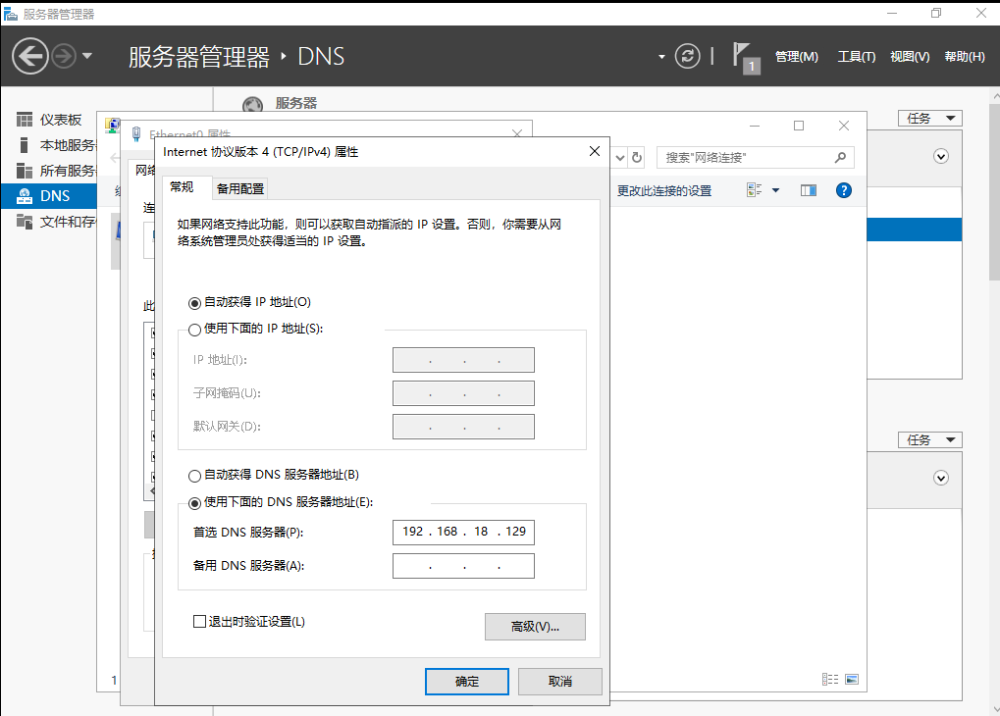 服务器管理器
服务器管理器 ‣ DNS
1
管理(M) 工具(T) 视图(V) 帮助(H)
仪表板
本地服务
所有服务
DNS
文件和存
服务器
任务
任务
Ethernet0 属性
网络
搜索"网络连接"
更改此连接的设置
Internet 协议版本 4 (TCP/IPv4) 属性
常规 备用配置
如果网络支持此功能，则可以获取自动指派的 IP 设置。否则，你需要从网
络系统管理员处获得适当的 IP 设置。
自动获得 IP 地址(O)
使用下面的 IP 地址(S):
IP 地址(I):
子网掩码(U):
默认网关(D):
自动获得 DNS 服务器地址(B)
使用下面的 DNS 服务器地址(E):
首选 DNS 服务器(P): 192 . 168 . 18 . 129
备用 DNS 服务器(A):
退出时验证设置(L)
高级(V)...
确定 取消
1